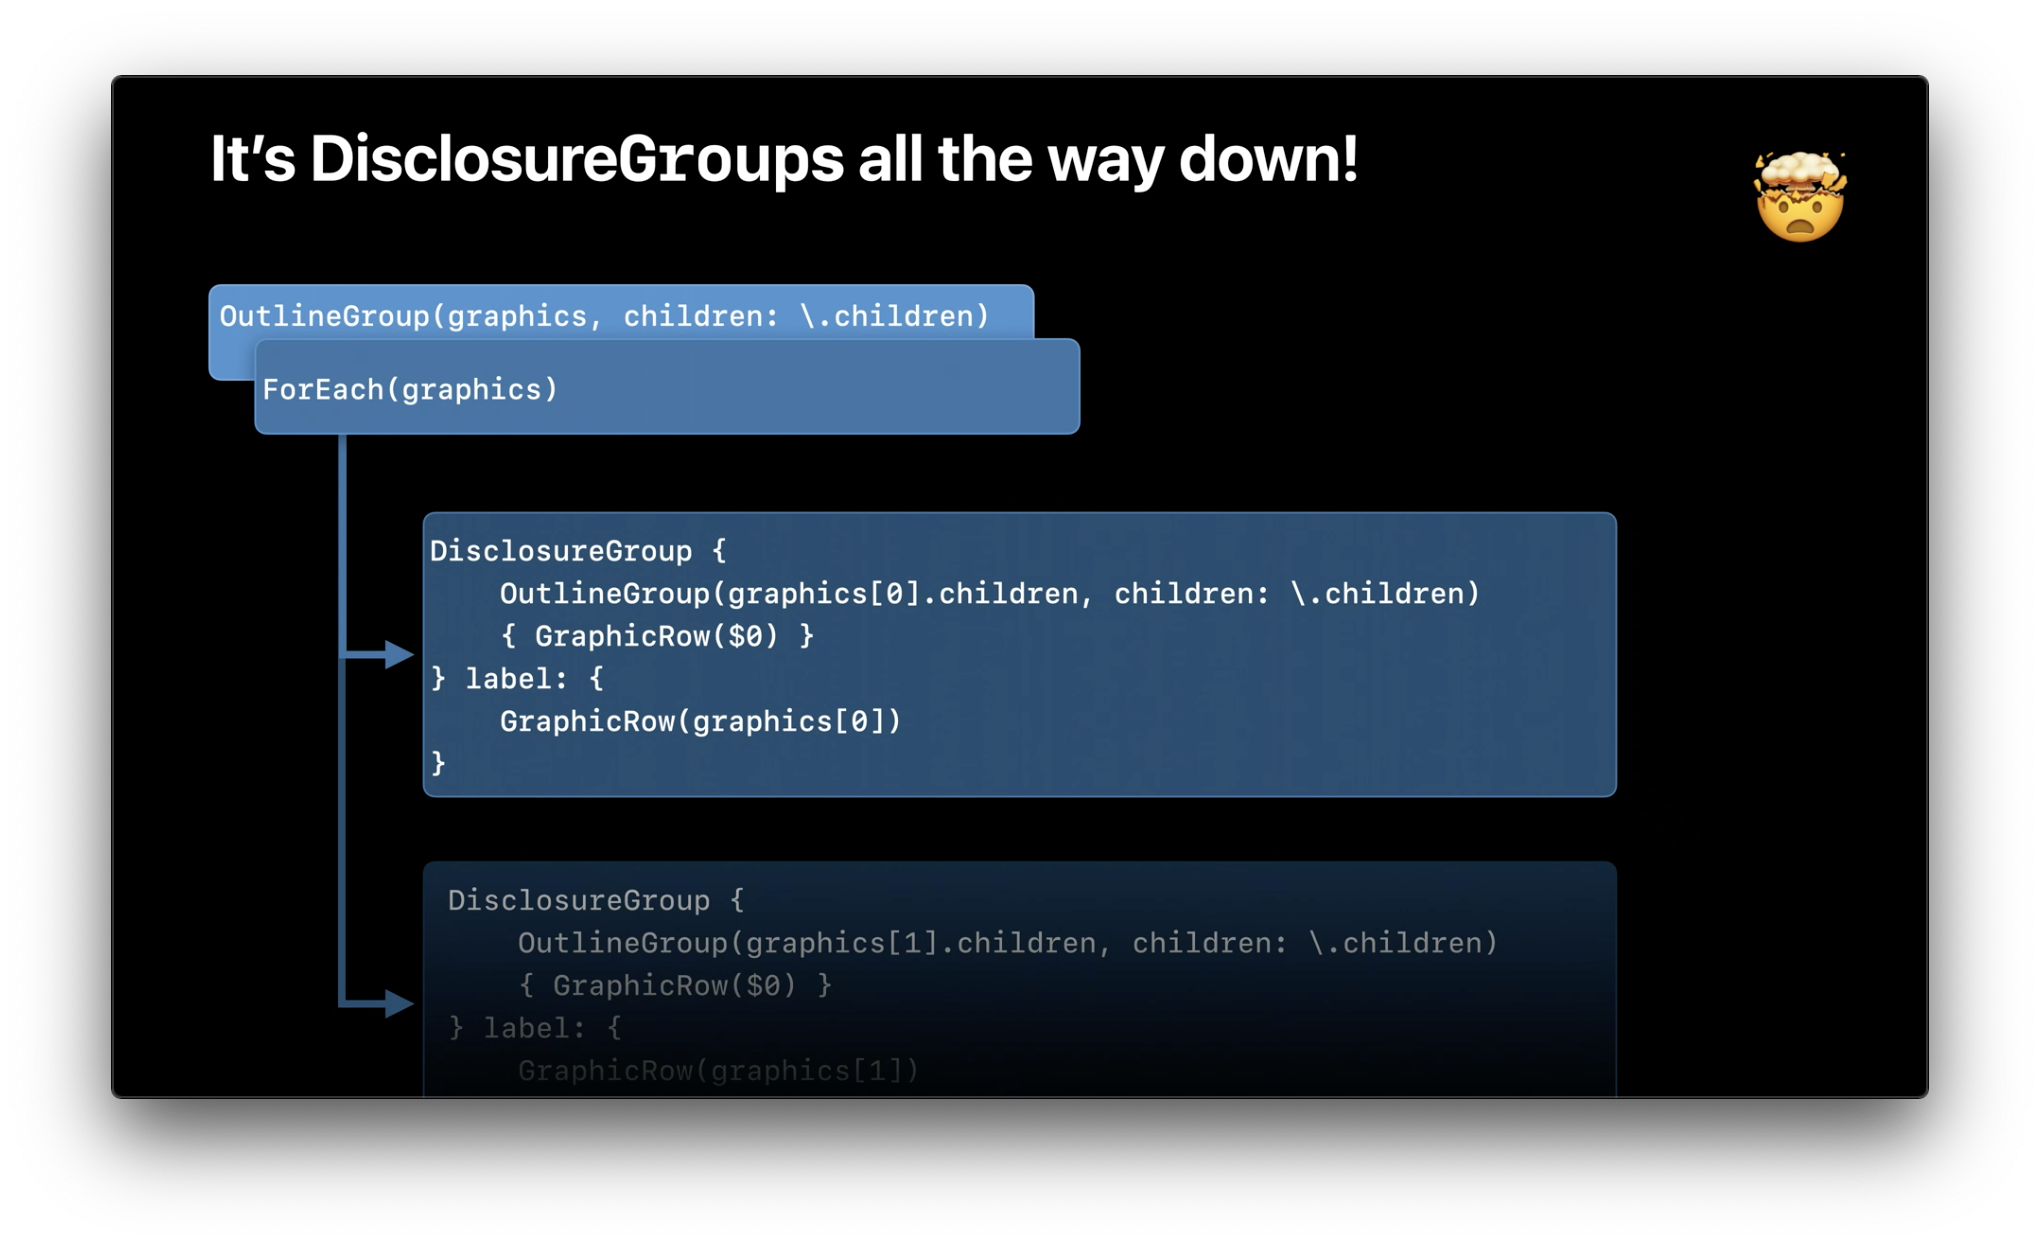 It’s DisclosureGroups all the way down!
OutlineGroup(graphics, children: \.children)
ForEach(graphics)
DisclosureGroup {
    OutlineGroup(graphics[0].children, children: \.children)
    { GraphicRow($0) }
} label: {
    GraphicRow(graphics[0])
}
DisclosureGroup {
    OutlineGroup(graphics[1].children, children: \.children)
    { GraphicRow($0) }
} label: {
    GraphicRow(graphics[1])